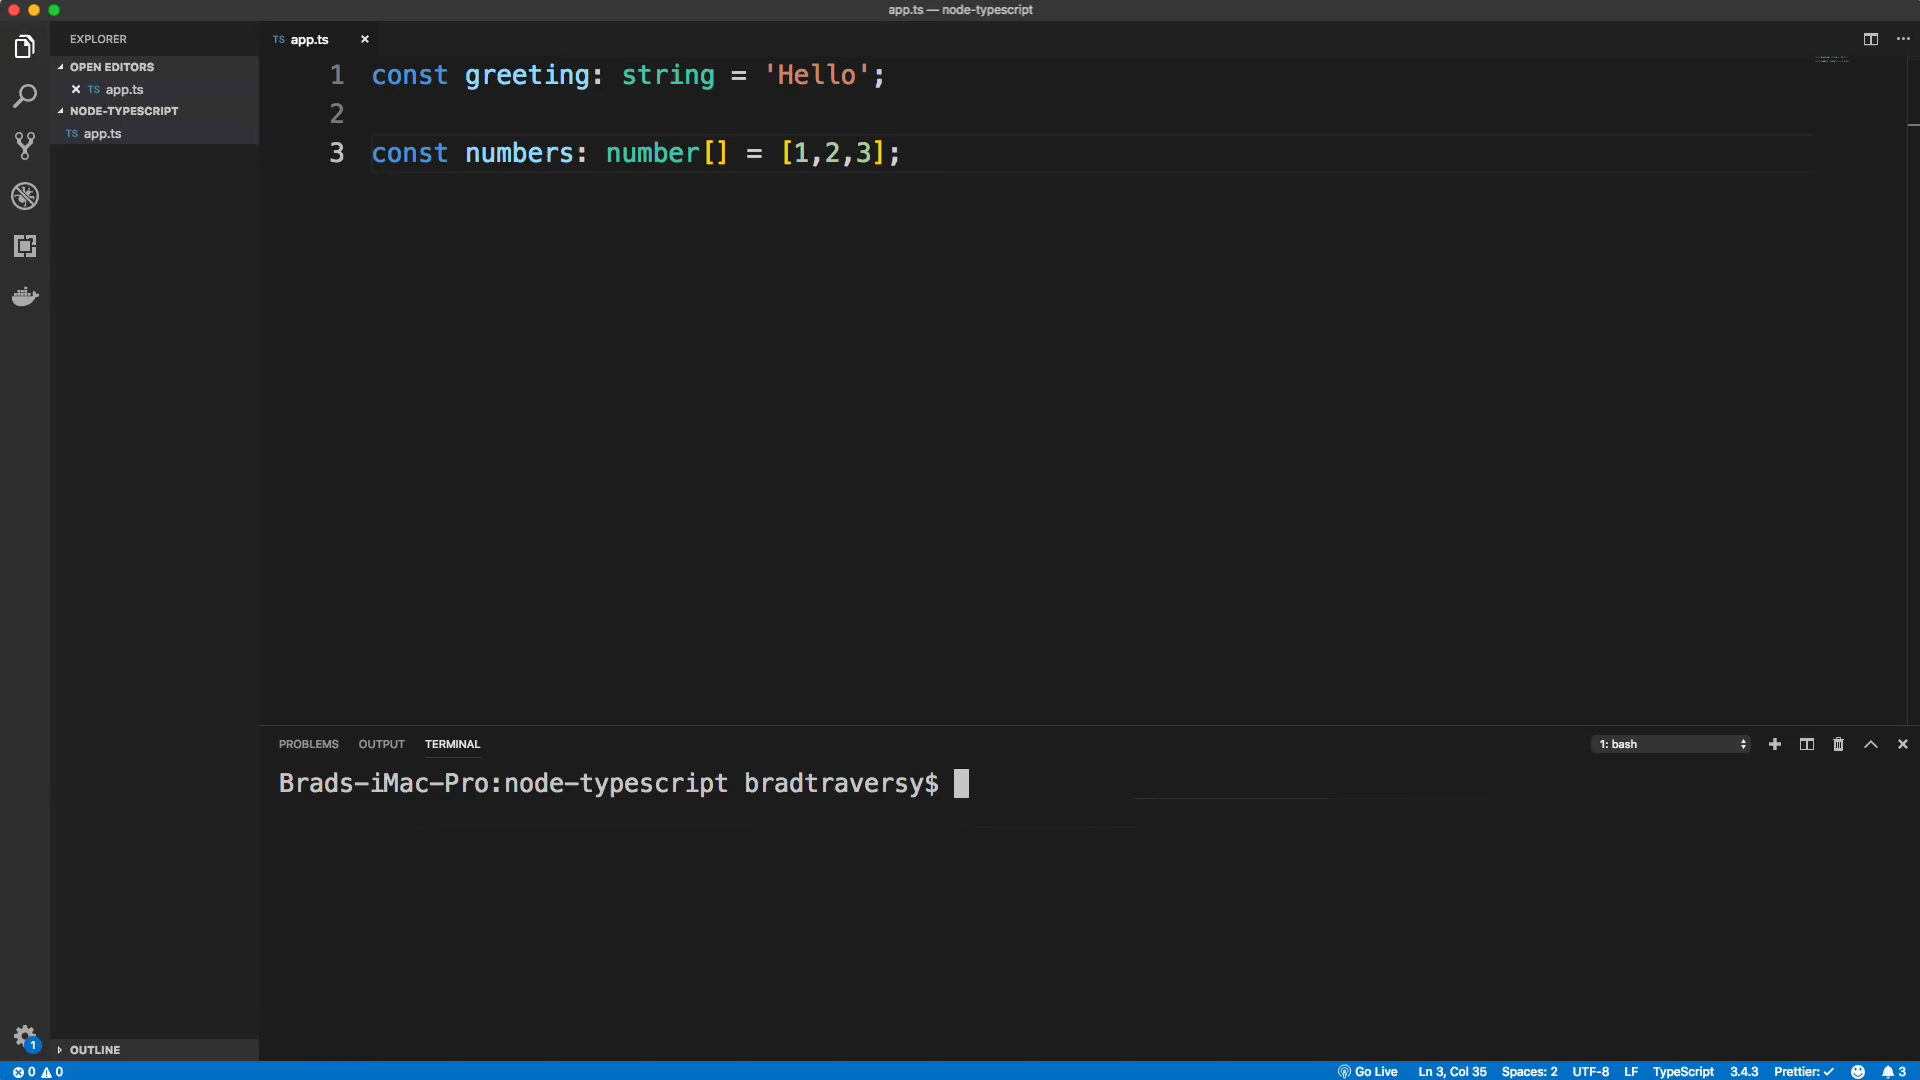 app.ts — node-typescript
EXPLORER
OPEN EDITORS
TS app.ts
NODE-TYPESCRIPT
TS app.ts
OUTLINE
TS app.ts
1 const greeting: string = 'Hello';
2
3 const numbers: number[] = [1,2,3];
PROBLEMS OUTPUT TERMINAL 1: bash
Brads-iMac-Pro:node-typescript bradtraversy$
1
0 0 Go Live Ln 3, Col 35 Spaces: 2 UTF-8 LF TypeScript 3.4.3 Prettier: ✓ 3